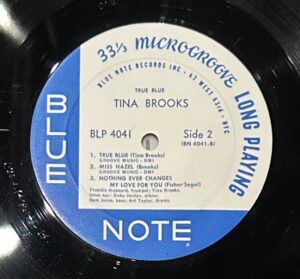 33⅓ MICROGROOVE LONG PLAYING
BLUE NOTE RECORDS INC • 47 WEST 63rd • NYC
TRUE BLUE
TINA BROOKS
BLP 4041
Side 2
(BN 4041-B)
1. TRUE BLUE (Tina Brooks)
GROOVE MUSIC - BMI
2. MISS HAZEL (Brooks)
GROOVE MUSIC - BMI
3. NOTHING EVER CHANGES
MY LOVE FOR YOU (Fisher-Segal)
Freddie Hubbard, trumpet; Tina Brooks,
tenor sax; Duke Jordan, piano;
Sam Jones, bass; Art Taylor, drums.
BLUE
NOTE